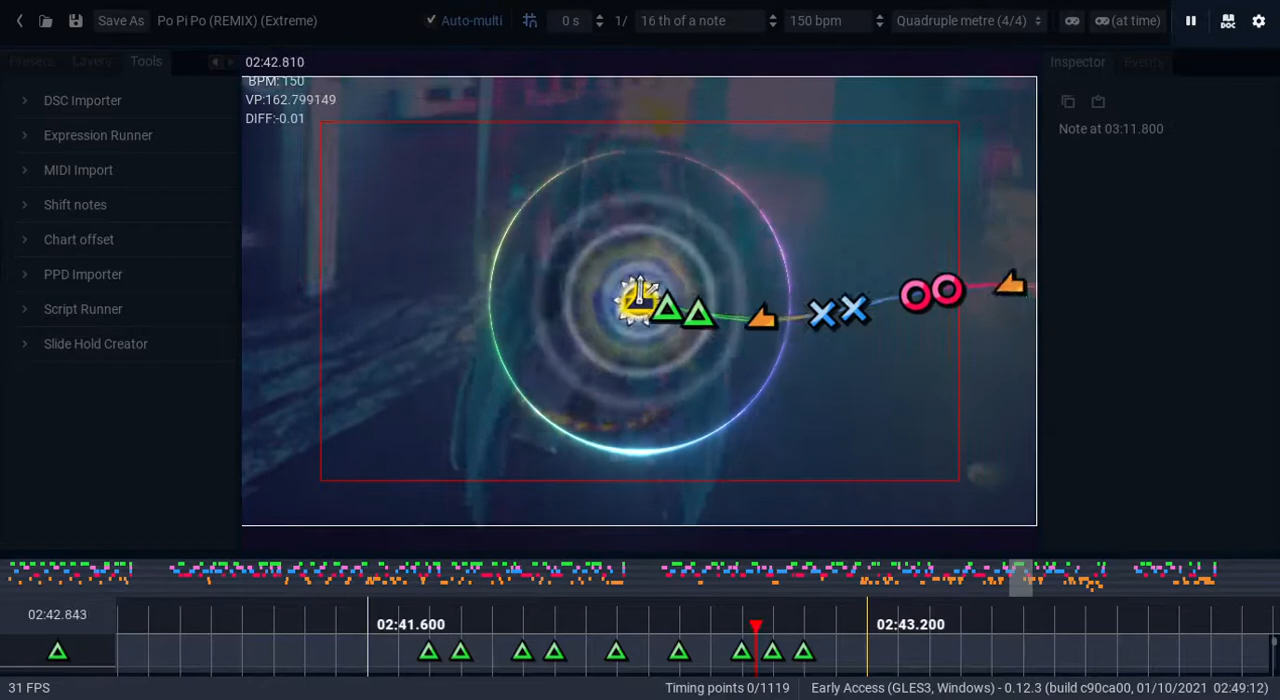 Save As Po Pi Po (REMIX) (Extreme) Auto-multi 0 s 1/ 16 th of a note 150 bpm Quadruple metre (4/4) (at time)
Presets Layers Tools
DSC Importer
Expression Runner
MIDI Import
Shift notes
Chart offset
PPD Importer
Script Runner
Slide Hold Creator
02:42.810
BPM: 150
VP:162.799149
DIFF:-0.01
Inspector Events
Note at 03:11.800
02:42.843
02:41.600 02:43.200
31 FPS Timing points 0/1119 Early Access (GLES3, Windows) - 0.12.3 (build c90ca00, 01/10/2021 02:49:12)